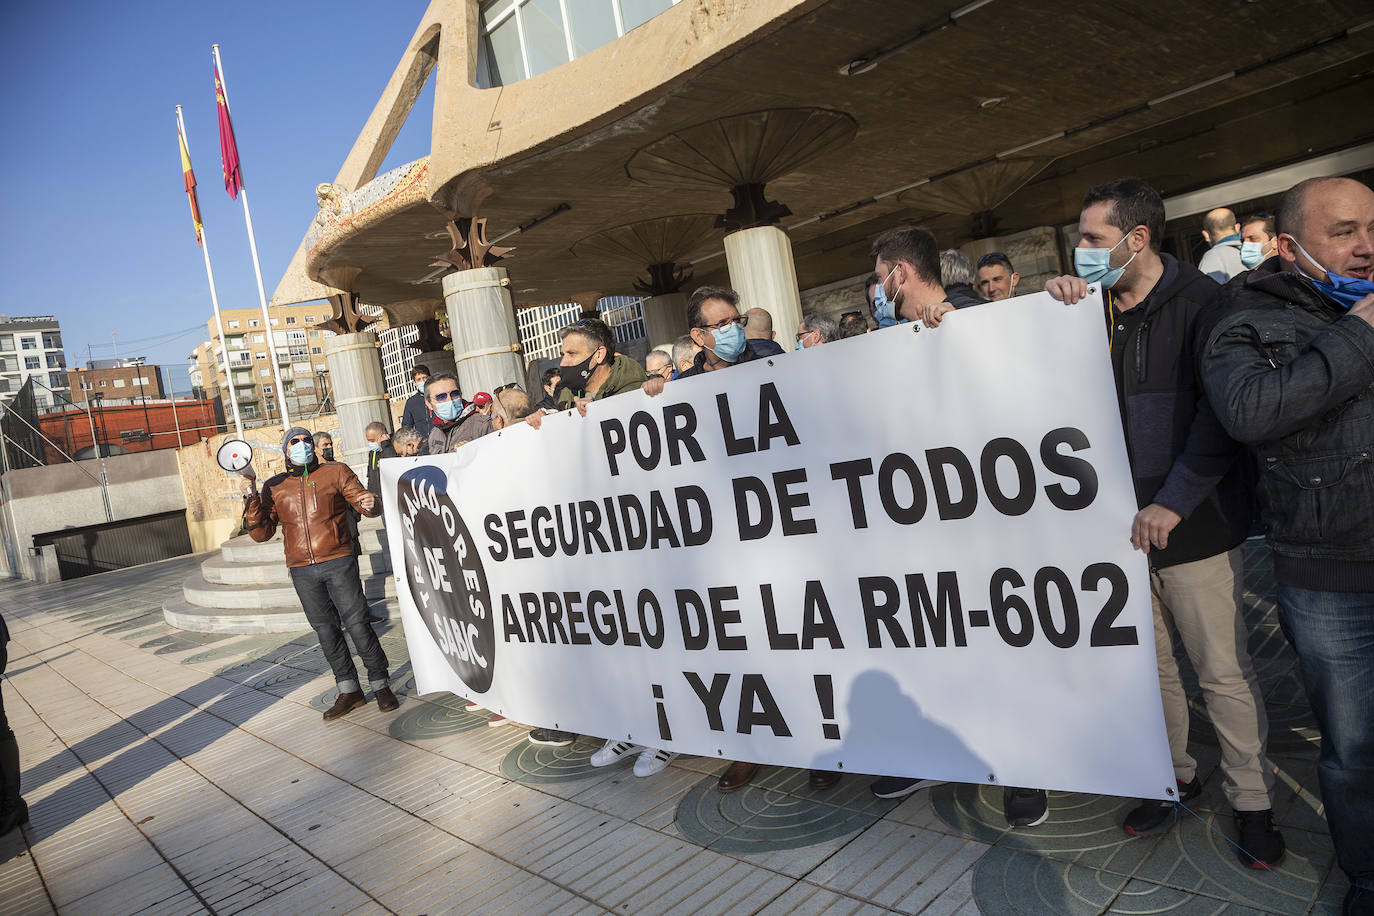 TRABAJADORES
DE
SABIC
POR LA
SEGURIDAD DE TODOS
ARREGLO DE LA RM-602
¡ YA !